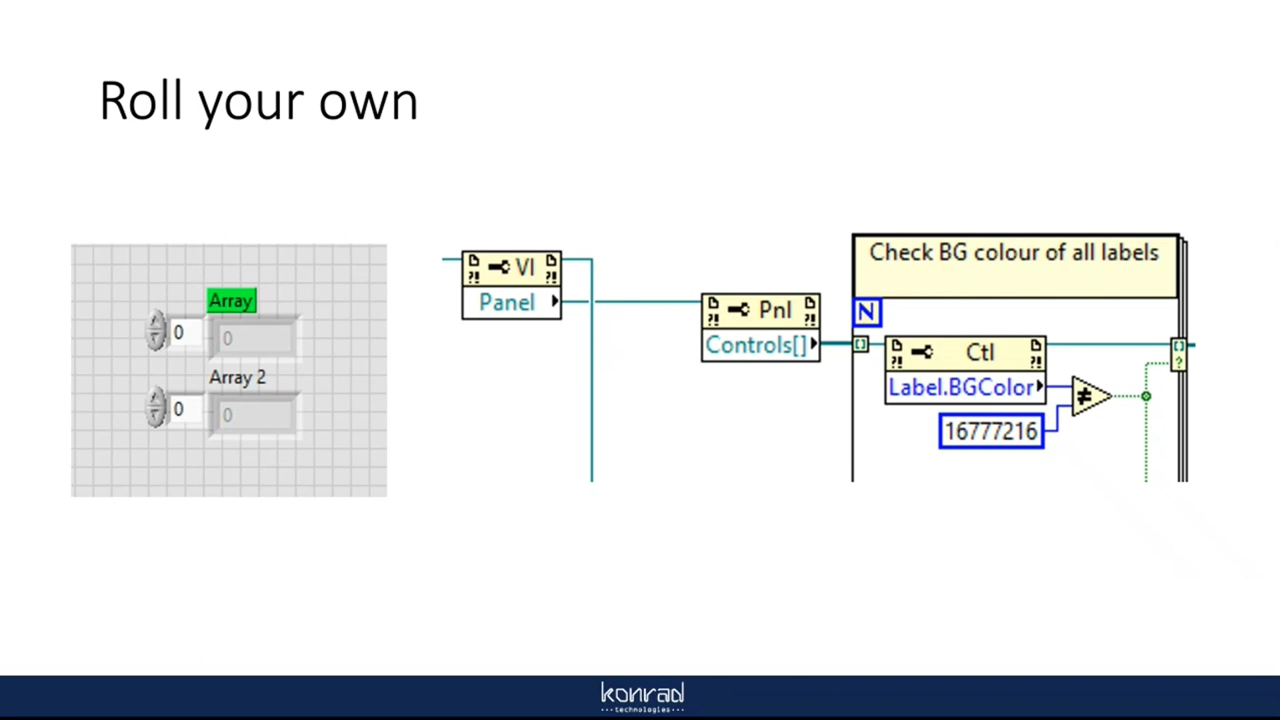 Roll your own
Array
0
0
Array 2
0
0
VI
Panel
Pnl
Controls[]
Check BG colour of all labels
N
Ctl
Label.BGColor
16777216
?
konrad
technologies